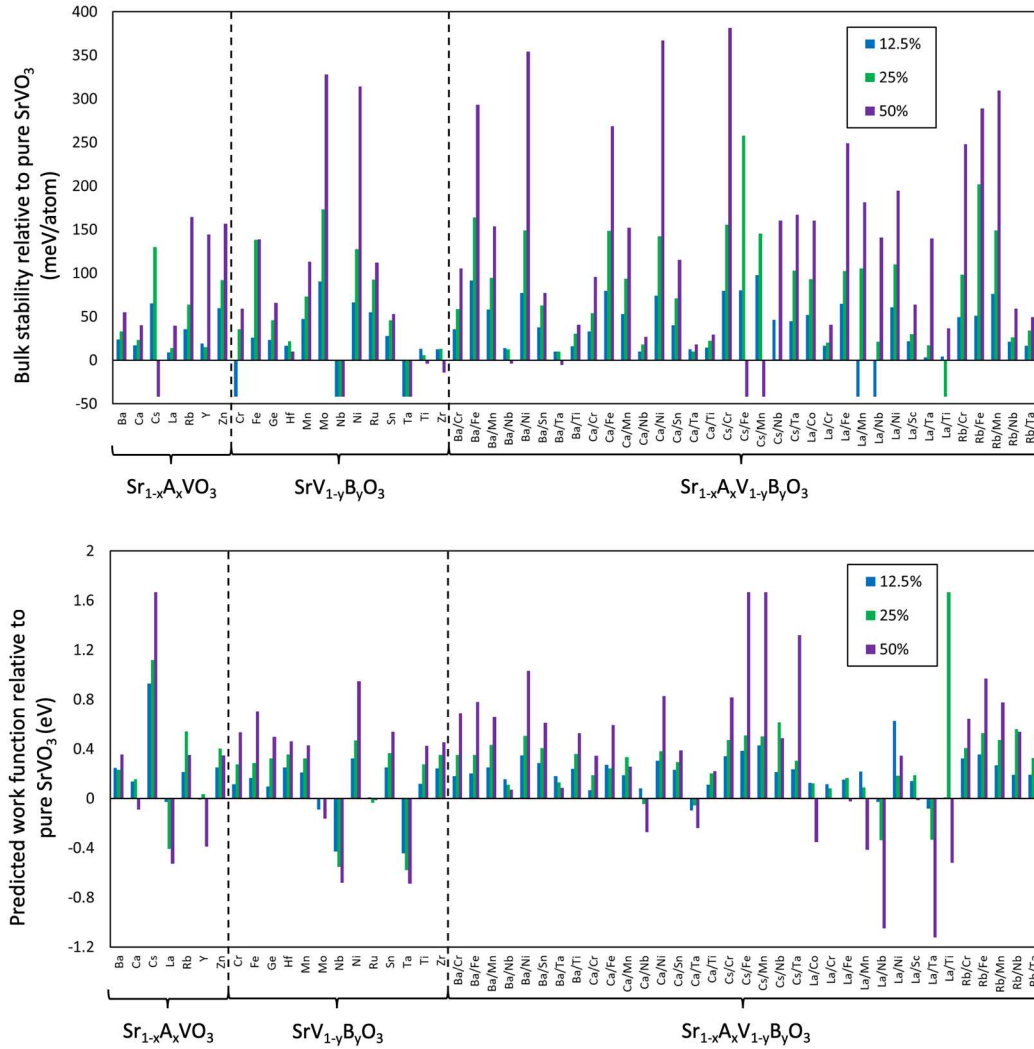 Bulk stability relative to pure SrVO3
(meV/atom)
400
350
300
250
200
150
100
50
0
-50
12.5%
25%
50%
Ba
Ca
Cs
La
Rb
Y
Zn
Cr
Fe
Ge
Hf
Mn
Mo
Nb
Ni
Ru
Sn
Ta
Ti
Zr
Ba/Cr
Ba/Fe
Ba/Mn
Ba/Nb
Ba/Ni
Ba/Sn
Ba/Ta
Ba/Ti
Ca/Cr
Ca/Fe
Ca/Mn
Ca/Nb
Ca/Ni
Ca/Sn
Ca/Ta
Ca/Ti
Cs/Cr
Cs/Fe
Cs/Mn
Cs/Nb
Cs/Ta
La/Co
La/Cr
La/Fe
La/Mn
La/Nb
La/Ni
La/Sc
La/Ta
La/Ti
Rb/Cr
Rb/Fe
Rb/Mn
Rb/Nb
Rb/Ta
Sr1-xAxVO3
SrV1-yByO3
Sr1-xAxV1-yByO3
Predicted work function relative to
pure SrVO3 (eV)
2
1.6
1.2
0.8
0.4
0
-0.4
-0.8
-1.2
12.5%
25%
50%
Ba
Ca
Cs
La
Rb
Y
Zn
Cr
Fe
Ge
Hf
Mn
Mo
Nb
Ni
Ru
Sn
Ta
Ti
Zr
Ba/Cr
Ba/Fe
Ba/Mn
Ba/Nb
Ba/Ni
Ba/Sn
Ba/Ta
Ba/Ti
Ca/Cr
Ca/Fe
Ca/Mn
Ca/Nb
Ca/Ni
Ca/Sn
Ca/Ta
Ca/Ti
Cs/Cr
Cs/Fe
Cs/Mn
Cs/Nb
Cs/Ta
La/Co
La/Cr
La/Fe
La/Mn
La/Nb
La/Ni
La/Sc
La/Ta
La/Ti
Rb/Cr
Rb/Fe
Rb/Mn
Rb/Nb
Rb/Ta
Sr1-xAxVO3
SrV1-yByO3
Sr1-xAxV1-yByO3